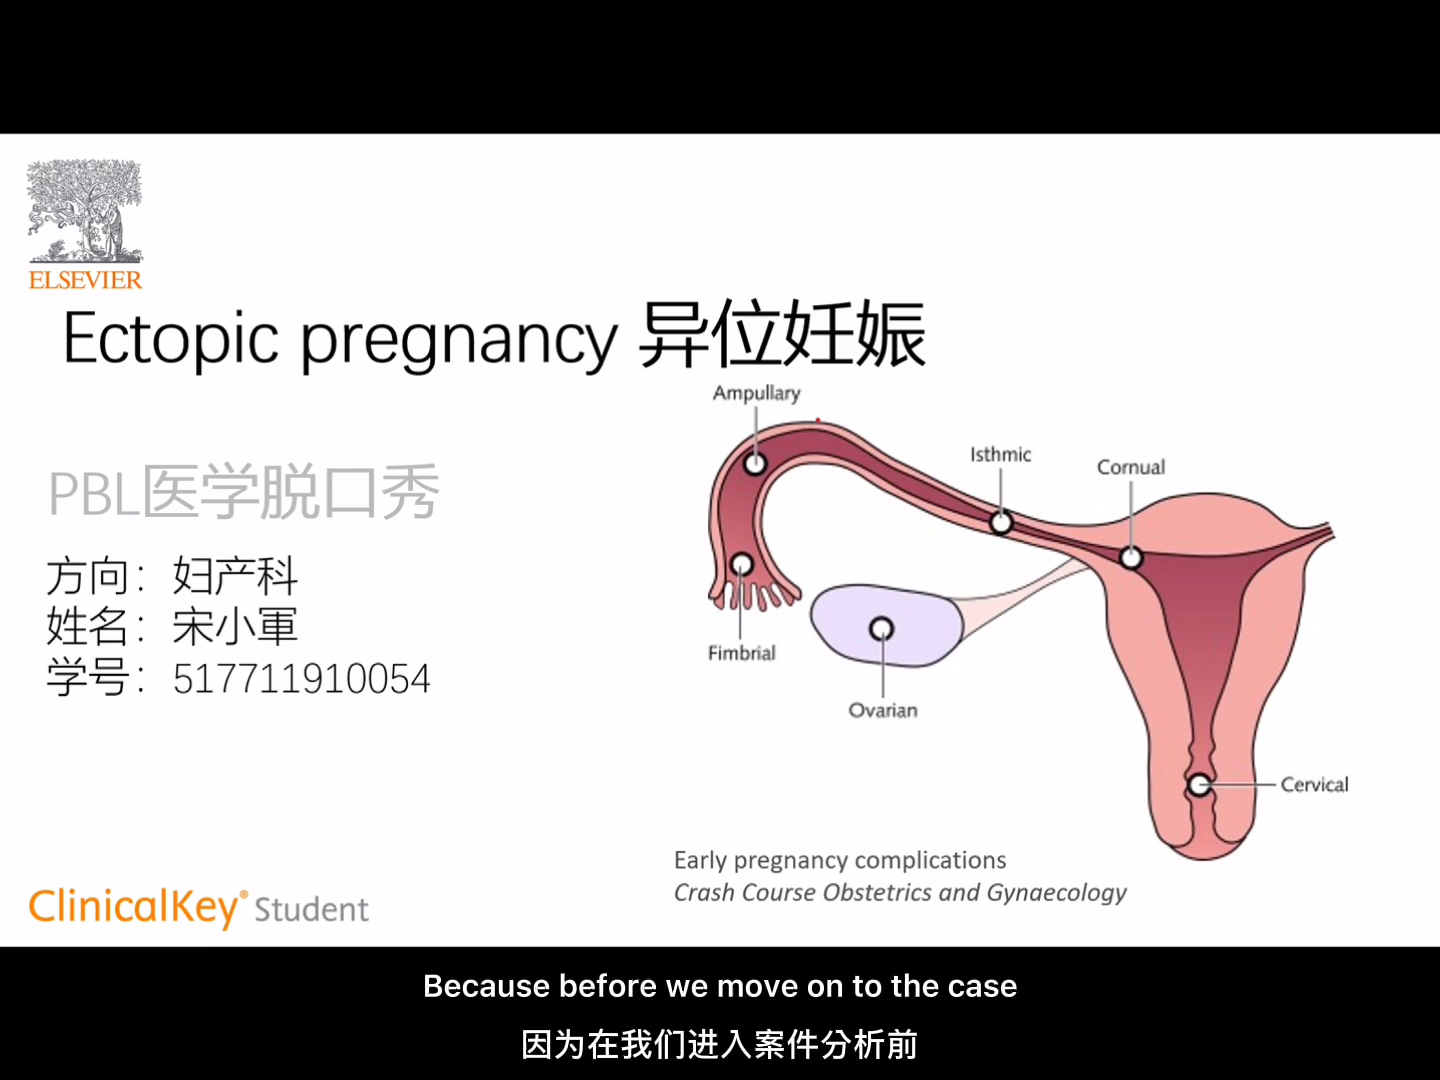 ELSEVIER
Ectopic pregnancy 异位妊娠
PBL医学脱口秀
方向：妇产科
姓名：宋小軍
学号：517711910054
Ampullary
Isthmic
Cornual
Fimbrial
Ovarian
Cervical
Early pregnancy complications
Crash Course Obstetrics and Gynaecology
ClinicalKey® Student
Because before we move on to the case
因为在我们进入案件分析前